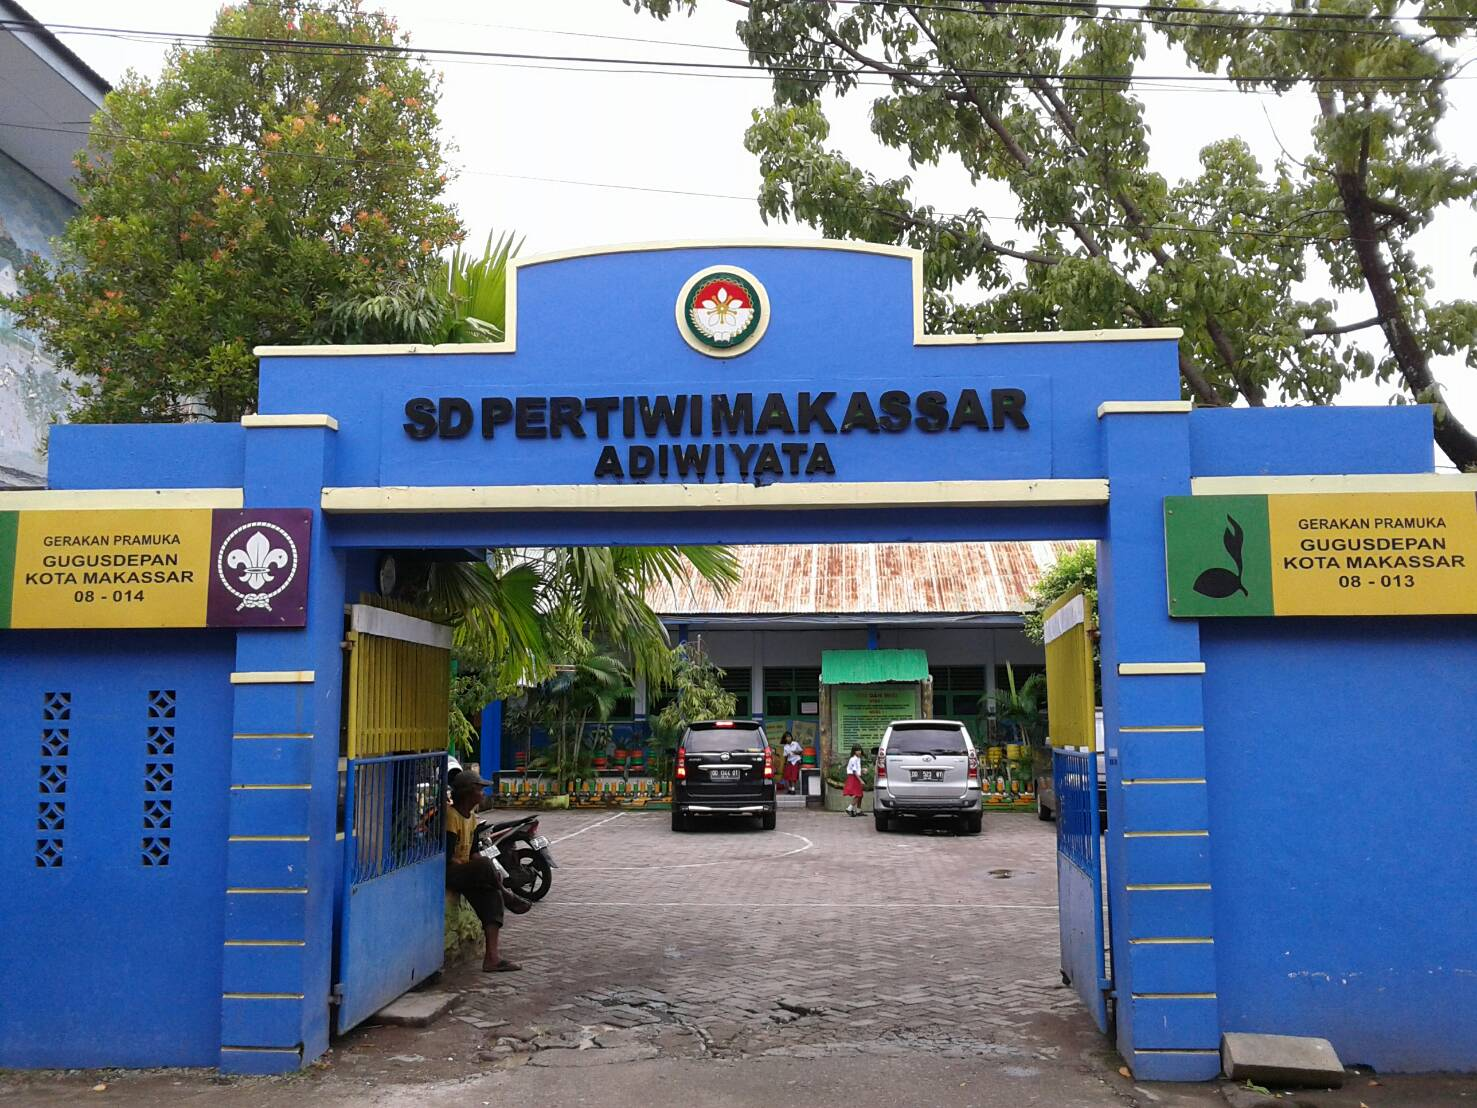 SD PERTIWI MAKASSAR
ADIWIYATA
GERAKAN PRAMUKA
GUGUSDEPAN
KOTA MAKASSAR
08 - 014
GERAKAN PRAMUKA
GUGUSDEPAN
KOTA MAKASSAR
08 - 013